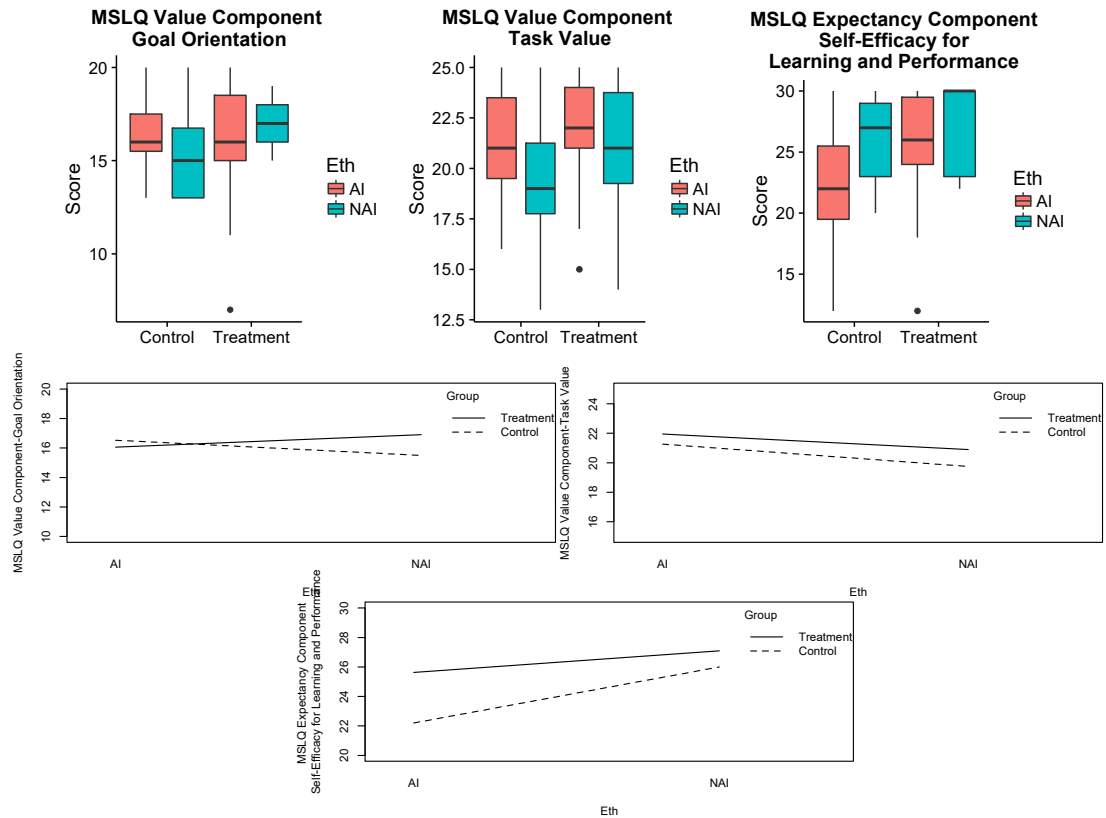 MSLQ Value Component
Goal Orientation
20
15
10
Score
Control
Treatment
Eth
AI
NAI
MSLQ Value Component
Task Value
25.0
22.5
20.0
17.5
15.0
12.5
Score
Control
Treatment
Eth
AI
NAI
MSLQ Expectancy Component
Self-Efficacy for
Learning and Performance
30
25
20
15
Score
Control
Treatment
Eth
AI
NAI
MSLQ Value Component-Goal Orientation
20
18
16
14
12
10
Group
Treatment
Control
AI
NAI
Eth
MSLQ Value Component-Task Value
24
22
20
18
16
Group
Treatment
Control
AI
NAI
Eth
MSLQ Expectancy Component
Self-Efficacy for Learning and Performance
30
28
26
24
22
20
Group
Treatment
Control
AI
NAI
Eth